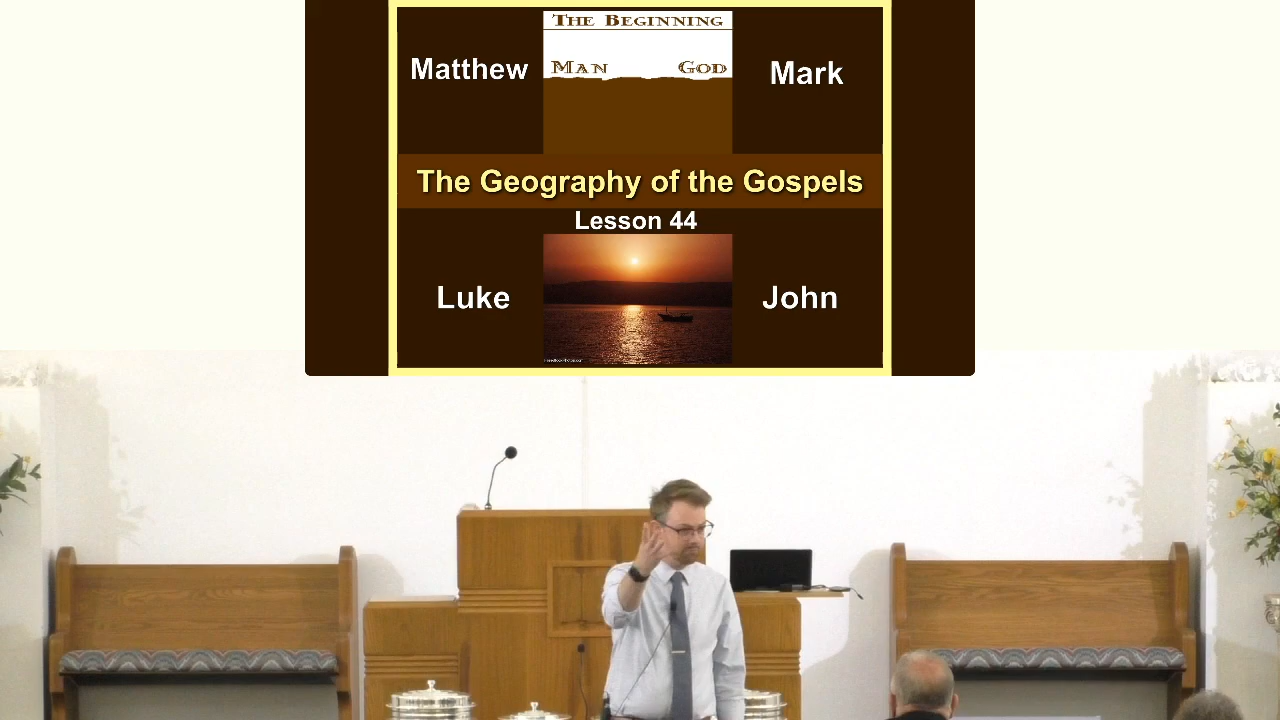 The Beginning
Matthew
Man God
Mark
The Geography of the Gospels
Lesson 44
Luke
John